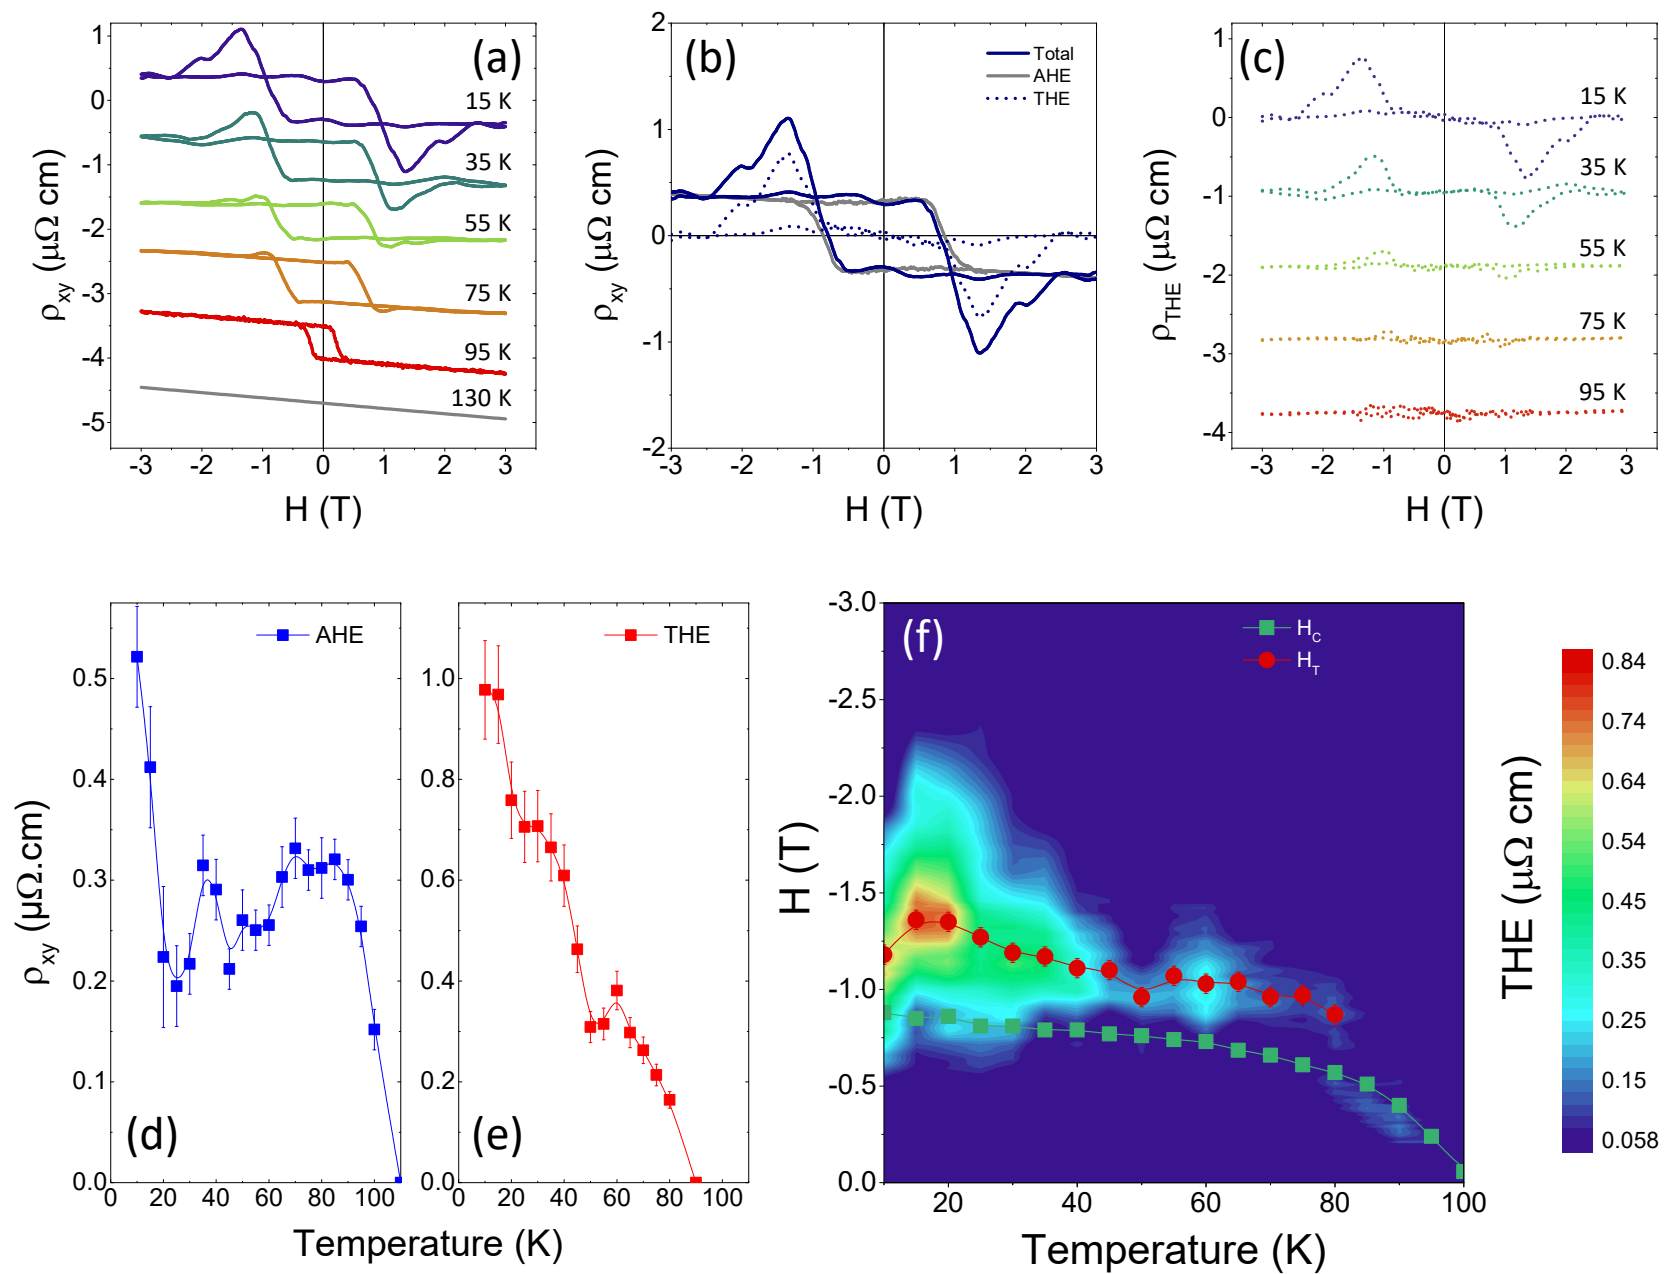 (a)
1
0
-1
-2
-3
-4
-5
ρxy (μΩ cm)
15 K
35 K
55 K
75 K
95 K
130 K
-3 -2 -1 0 1 2 3
H (T)
(b)
Total
AHE
THE
2
1
0
-1
-2
ρxy (μΩ cm)
-3 -2 -1 0 1 2 3
H (T)
(c)
1
0
-1
-2
-3
-4
ρTHE (μΩ cm)
15 K
35 K
55 K
75 K
95 K
-3 -2 -1 0 1 2 3
H (T)
AHE
0.5
0.4
0.3
0.2
0.1
0.0
ρxy (μΩ.cm)
(d)
0 20 40 60 80 100
THE
1.0
0.8
0.6
0.4
0.2
0.0
(e)
0 20 40 60 80 100
Temperature (K)
(f)
HC
HT
-3.0
-2.5
-2.0
-1.5
-1.0
-0.5
0.0
H (T)
20 40 60 80 100
Temperature (K)
THE (μΩ cm)
0.84
0.74
0.64
0.54
0.45
0.35
0.25
0.15
0.058